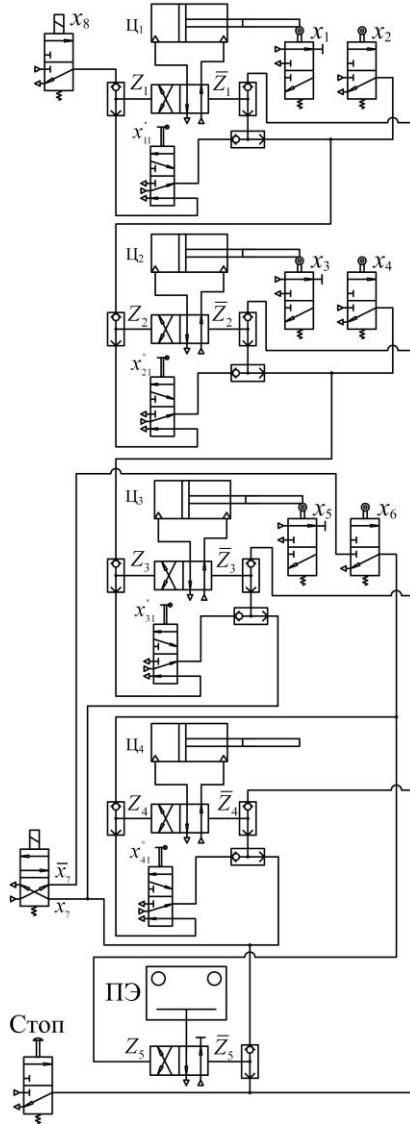 x₈
Ц₁
x₁
x₂
Z₁
Z̅₁
x″₁₁
Ц₂
x₃
x₄
Z₂
Z̅₂
x″₂₁
Ц₃
x₅
x₆
Z₃
Z̅₃
x″₃₁
Ц₄
Z₄
Z̅₄
x″₄₁
x̅₇
x₇
ПЭ
Стоп
Z₅
Z̅₅